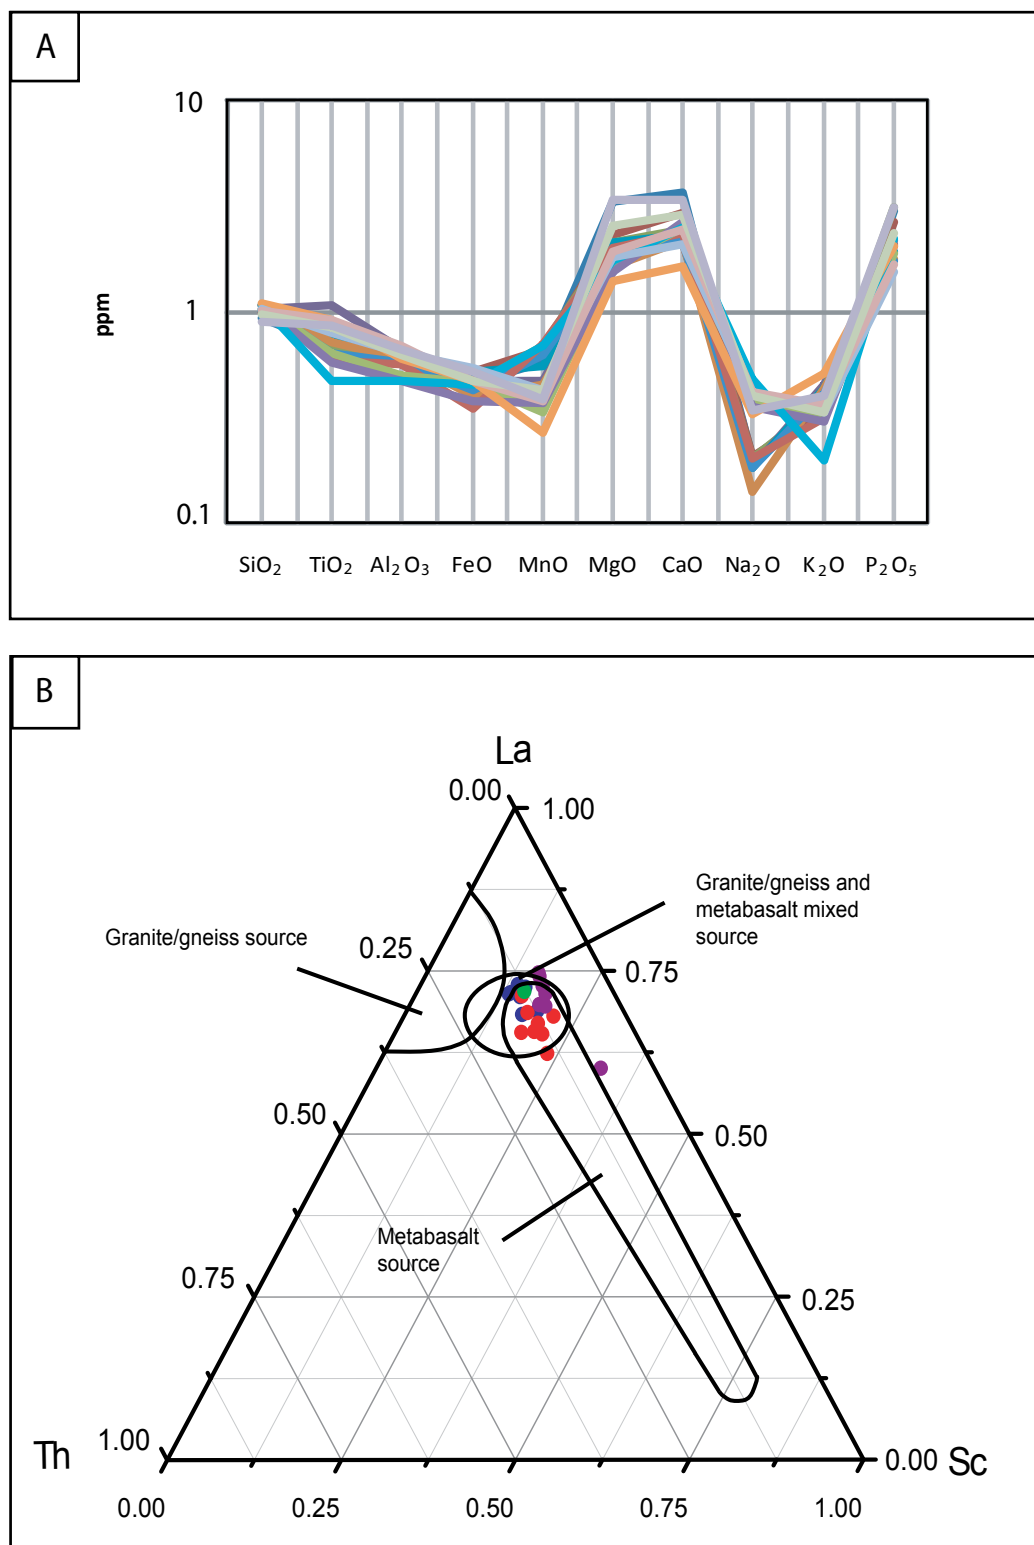 A
10
1
0.1
ppm
SiO₂ TiO₂ Al₂O₃ FeO MnO MgO CaO Na₂O K₂O P₂O₅
B
La
0.00 1.00
Granite/gneiss and
metabasalt mixed
source
Granite/gneiss source
0.25 0.75
0.50 0.50
Metabasalt
source
0.75 0.25
Th 1.00 0.00 Sc
0.00 0.25 0.50 0.75 1.00